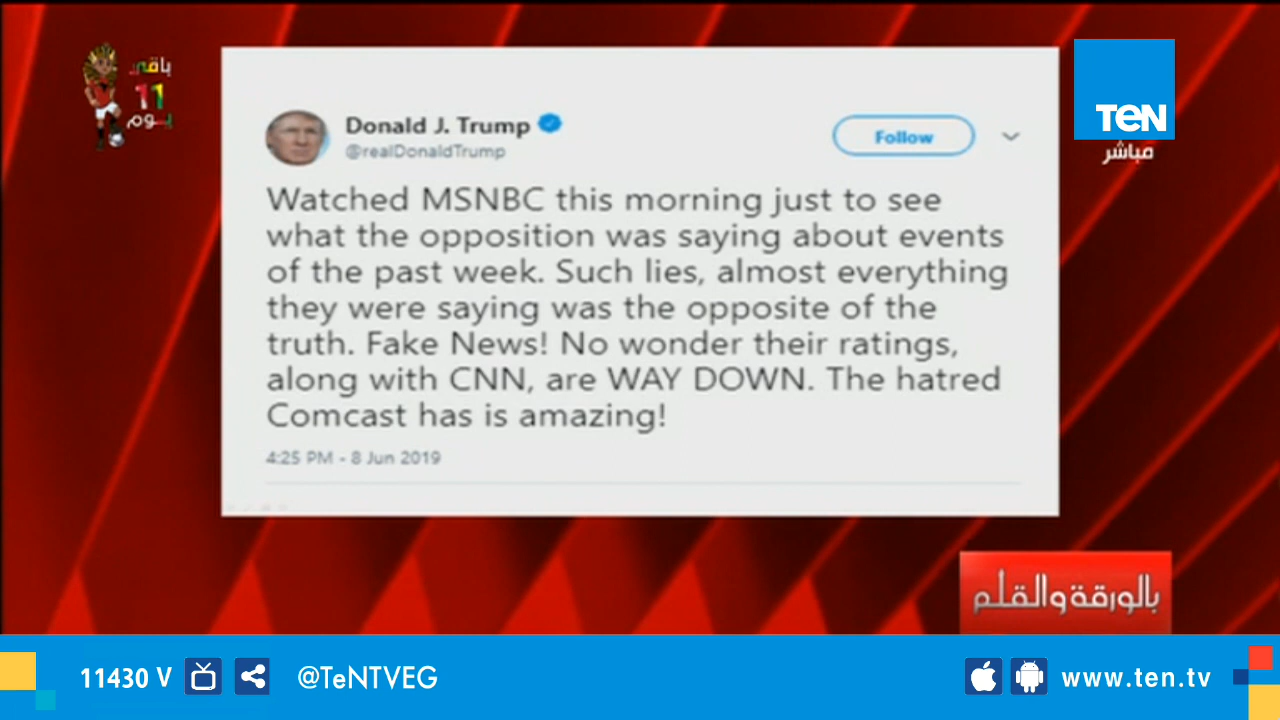 باقي
11
يوم
TEN
مباشر
Donald J. Trump
@realDonaldTrump
Follow
Watched MSNBC this morning just to see
what the opposition was saying about events
of the past week. Such lies, almost everything
they were saying was the opposite of the
truth. Fake News! No wonder their ratings,
along with CNN, are WAY DOWN. The hatred
Comcast has is amazing!
4:25 PM - 8 Jun 2019
بالورقة والقلم
11430 V
@TeNTVEG
www.ten.tv